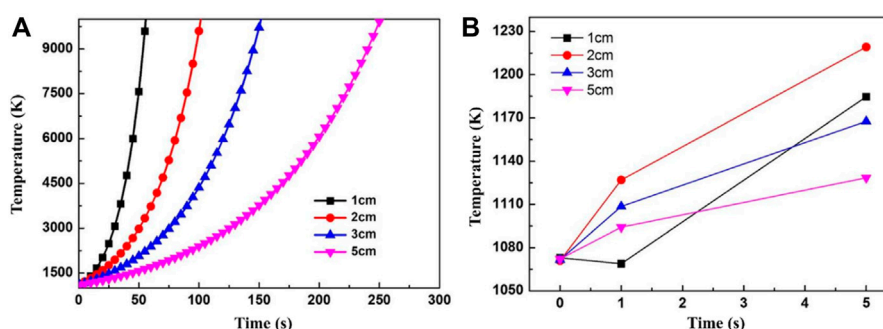 A
Temperature (K)
9000
7500
6000
4500
3000
1500
0
50
100
150
200
250
300
Time (s)
1cm
2cm
3cm
5cm
B
Temperature (K)
1230
1200
1170
1140
1110
1080
1050
0
1
2
3
4
5
Time (s)
1cm
2cm
3cm
5cm